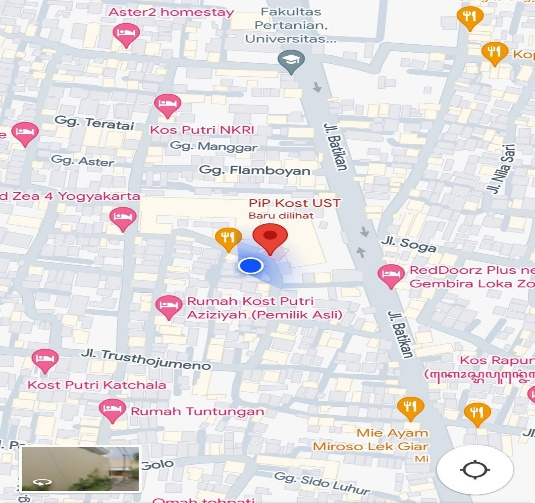 Aster2 homestay
Fakultas
Pertanian,
Universitas...
Kop
Gg. Teratai
Kos Putri NKRI
Jl. Batikan
Gg. Manggar
Gg. Aster
Gg. Flamboyan
Jl. Nila Sari
d Zea 4 Yogyakarta
PiP Kost UST
Baru dilihat
Jl. Soga
RedDoorz Plus ne
Gembira Loka Zo
Rumah Kost Putri
Aziziyah (Pemilik Asli)
Jl. Batikan
Jl. Trusthojumeno
Kos Rapun
Kost Putri Katchala
Rumah Tuntungan
Mie Ayam
Miroso Lek Giar
Mi
Golo
Gg. Sido Luhur
Omah tehpati